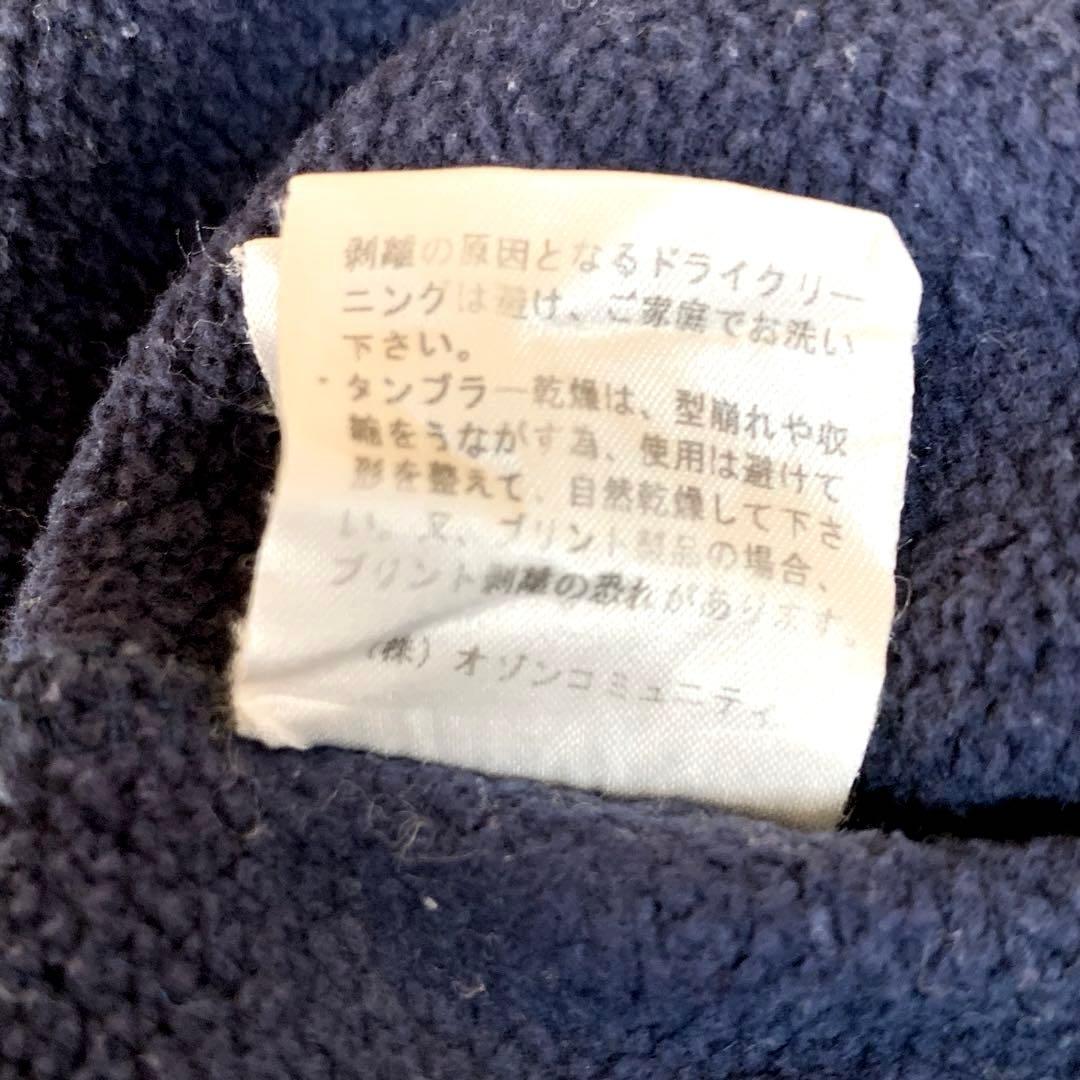 剥離の原因となるドライクリー
ニングは避け、ご家庭でお洗い
下さい。
・タンブラー乾燥は、型崩れや収
縮をうながす為、使用は避けて
形を整えて、自然乾燥して下さ
い。又、プリント製品の場合、
プリント剥離の恐れがあります。
(株)オゾンコミュニティ